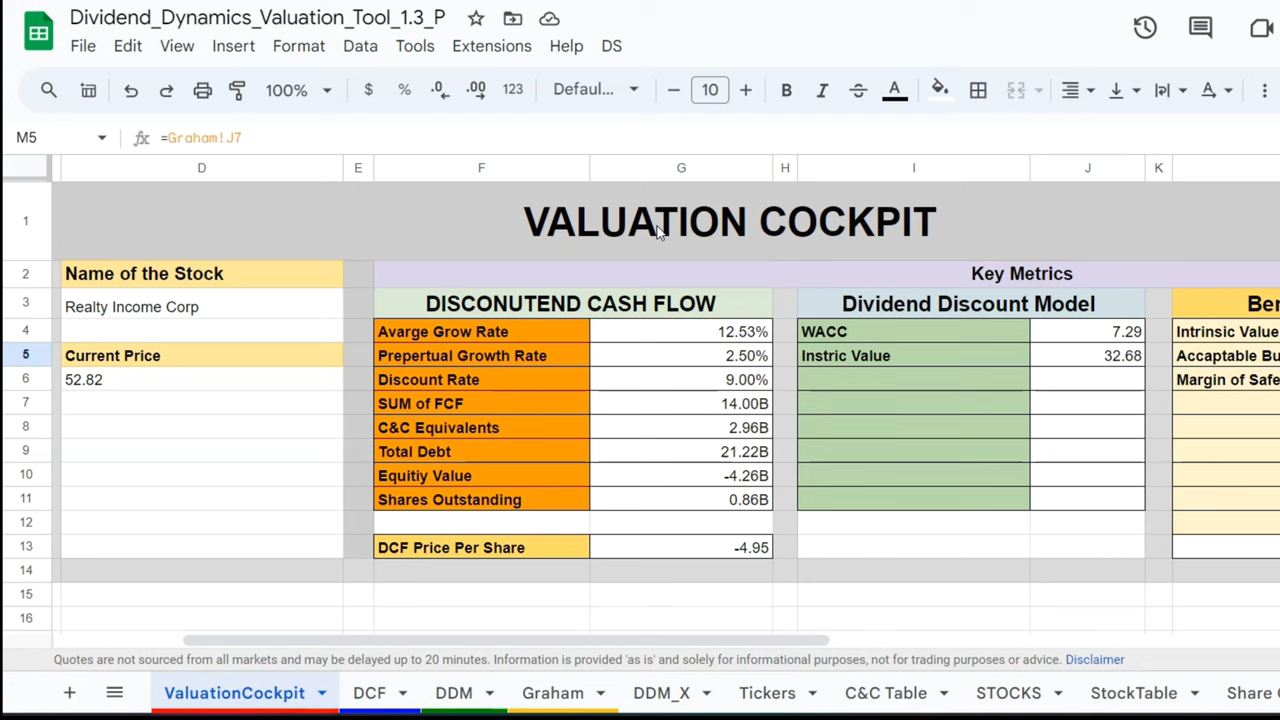 Dividend_Dynamics_Valuation_Tool_1.3_P
File Edit View Insert Format Data Tools Extensions Help DS
100% $ % .0 .00 123 Defaul... − 10 + B I A
M5 fx =Graham!J7
D E F G H I J K
1 VALUATION COCKPIT
2 Name of the Stock Key Metrics
3 Realty Income Corp DISCONUTEND CASH FLOW Dividend Discount Model Ber
4 Avarge Grow Rate 12.53% WACC 7.29 Intrinsic Value
5 Current Price Prepertual Growth Rate 2.50% Instric Value 32.68 Accaptable Bu
6 52.82 Discount Rate 9.00% Margin of Safe
7 SUM of FCF 14.00B
8 C&C Equivalents 2.96B
9 Total Debt 21.22B
10 Equitiy Value -4.26B
11 Shares Outstanding 0.86B
12
13 DCF Price Per Share -4.95
14
15
16
Quotes are not sourced from all markets and may be delayed up to 20 minutes. Information is provided 'as is' and solely for informational purposes, not for trading purposes or advice. Disclaimer
+ ValuationCockpit DCF DDM Graham DDM_X Tickers C&C Table STOCKS StockTable Share